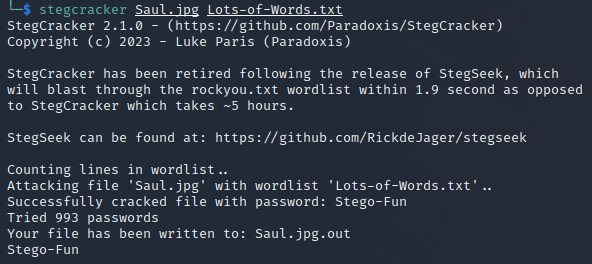 └─$ stegcracker Saul.jpg Lots-of-Words.txt
StegCracker 2.1.0 - (https://github.com/Paradoxis/StegCracker)
Copyright (c) 2023 - Luke Paris (Paradoxis)
StegCracker has been retired following the release of StegSeek, which
will blast through the rockyou.txt wordlist within 1.9 second as opposed
to StegCracker which takes ~5 hours.
StegSeek can be found at: https://github.com/RickdeJager/stegseek
Counting lines in wordlist..
Attacking file 'Saul.jpg' with wordlist 'Lots-of-Words.txt'..
Successfully cracked file with password: Stego-Fun
Tried 993 passwords
Your file has been written to: Saul.jpg.out
Stego-Fun